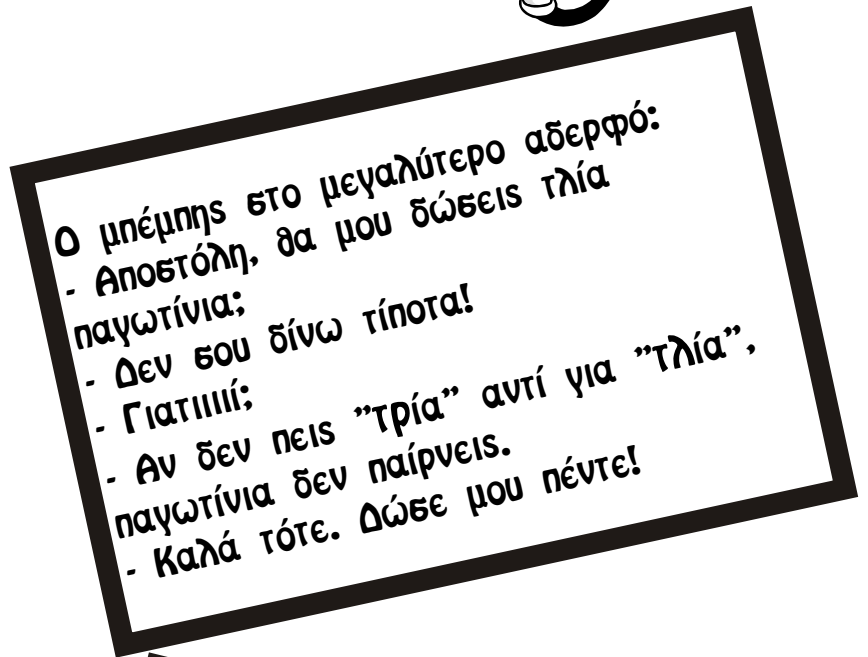 Ο μπέμπης στο μεγαλύτερο αδερφό:
- Αποστόλη, θα μου δώσεις τλία
παγωτίνια;
- Δεν σου δίνω τίποτα!
- Γιατιιιιί;
- Αν δεν πεις ”τρία” αντί για ”τλία”,
παγωτίνια δεν παίρνεις.
- Καλά τότε. Δώσε μου πέντε!